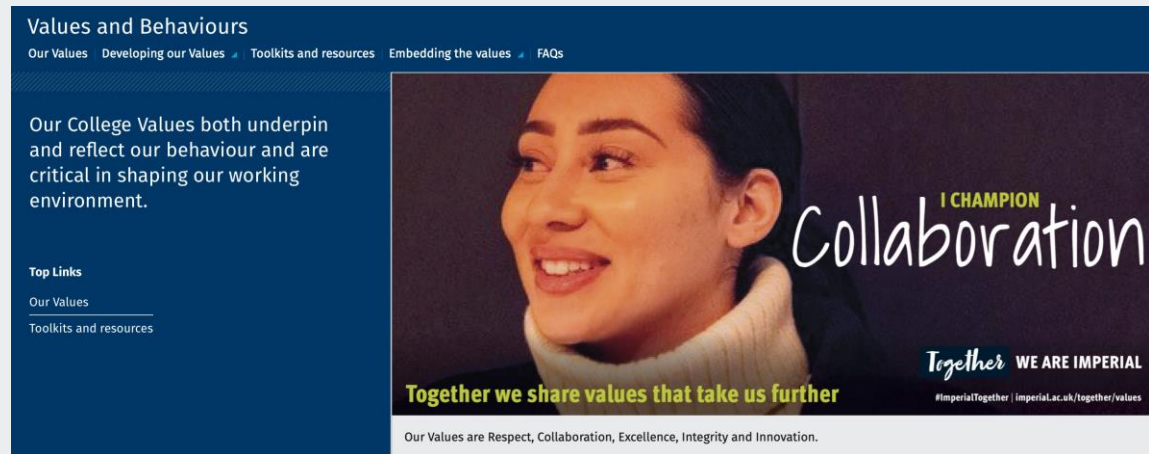 Values and Behaviours
Our Values Developing our Values Toolkits and resources Embedding the values FAQs
Our College Values both underpin
and reflect our behaviour and are
critical in shaping our working
environment.
Top Links
Our Values
Toolkits and resources
I CHAMPION
Collaboration
Together WE ARE IMPERIAL
Together we share values that take us further
#ImperialTogether | imperial.ac.uk/together/values
Our Values are Respect, Collaboration, Excellence, Integrity and Innovation.